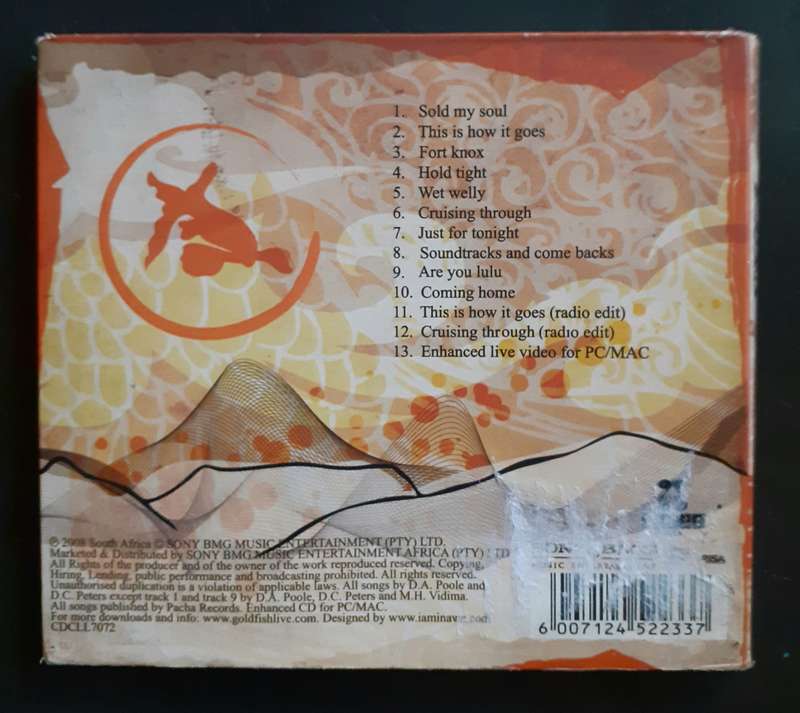 1. Sold my soul
2. This is how it goes
3. Fort knox
4. Hold tight
5. Wet welly
6. Cruising through
7. Just for tonight
8. Soundtracks and come backs
9. Are you lulu
10. Coming home
11. This is how it goes (radio edit)
12. Cruising through (radio edit)
13. Enhanced live video for PC/MAC
℗ 2008 South Africa © SONY BMG MUSIC ENTERTAINMENT (PTY) LTD.
Marketed & Distributed by SONY BMG MUSIC ENTERTAINMENT AFRICA (PTY) LTD
All Rights of the producer and of the owner of the work reproduced reserved. Copying,
Hiring, Lending, public performance and broadcasting prohibited. All rights reserved.
Unauthorised duplication is a violation of applicable laws. All songs by D.A. Poole and
D.C. Peters except track 1 and track 9 by D.A. Poole, D.C. Peters and M.H. Vidima.
All songs published by Pacha Records. Enhanced CD for PC/MAC.
For more downloads and info: www.goldfishlive.com. Designed by
CDCLL7072
6 007124 522337